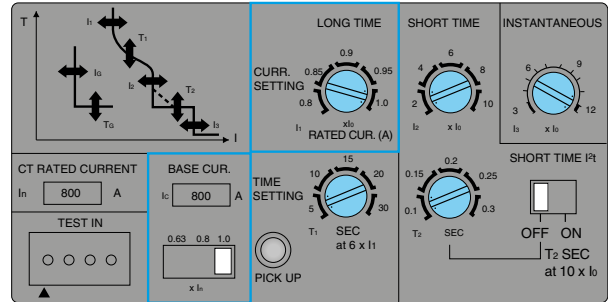 T
I1
T1
IG
I2
T2
TG
I3
I
LONG TIME
CURR.
SETTING
0.8
0.85
0.9
0.95
1.0
I1
xI0
RATED CUR. (A)
SHORT TIME
2
4
6
8
10
I2
x I0
INSTANTANEOUS
3
6
9
12
I3
x I0
CT RATED CURRENT
In
800
A
TEST IN
BASE CUR.
Ic
800
A
0.63
0.8
1.0
x In
TIME
SETTING
5
10
15
20
30
T1
SEC
at 6 x I1
PICK UP
0.1
0.15
0.2
0.25
0.3
T2
SEC
SHORT TIME I²t
OFF
ON
T2 SEC
at 10 x I0